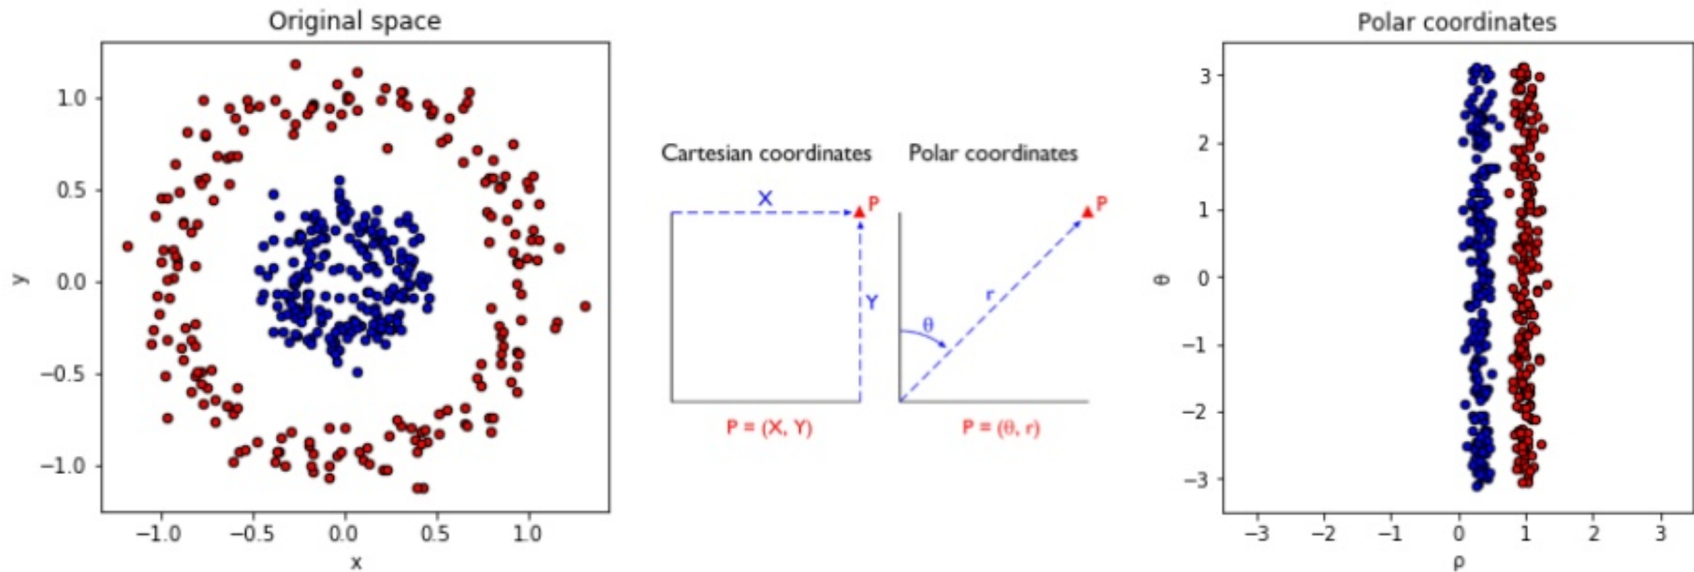 Original space
1.0
0.5
0.0
−0.5
−1.0
y
−1.0 −0.5 0.0 0.5 1.0
x
Cartesian coordinates
X
P
Y
P = (X, Y)
Polar coordinates
P
r
θ
P = (θ, r)
Polar coordinates
3
2
1
0
−1
−2
−3
θ
−3 −2 −1 0 1 2 3
ρ